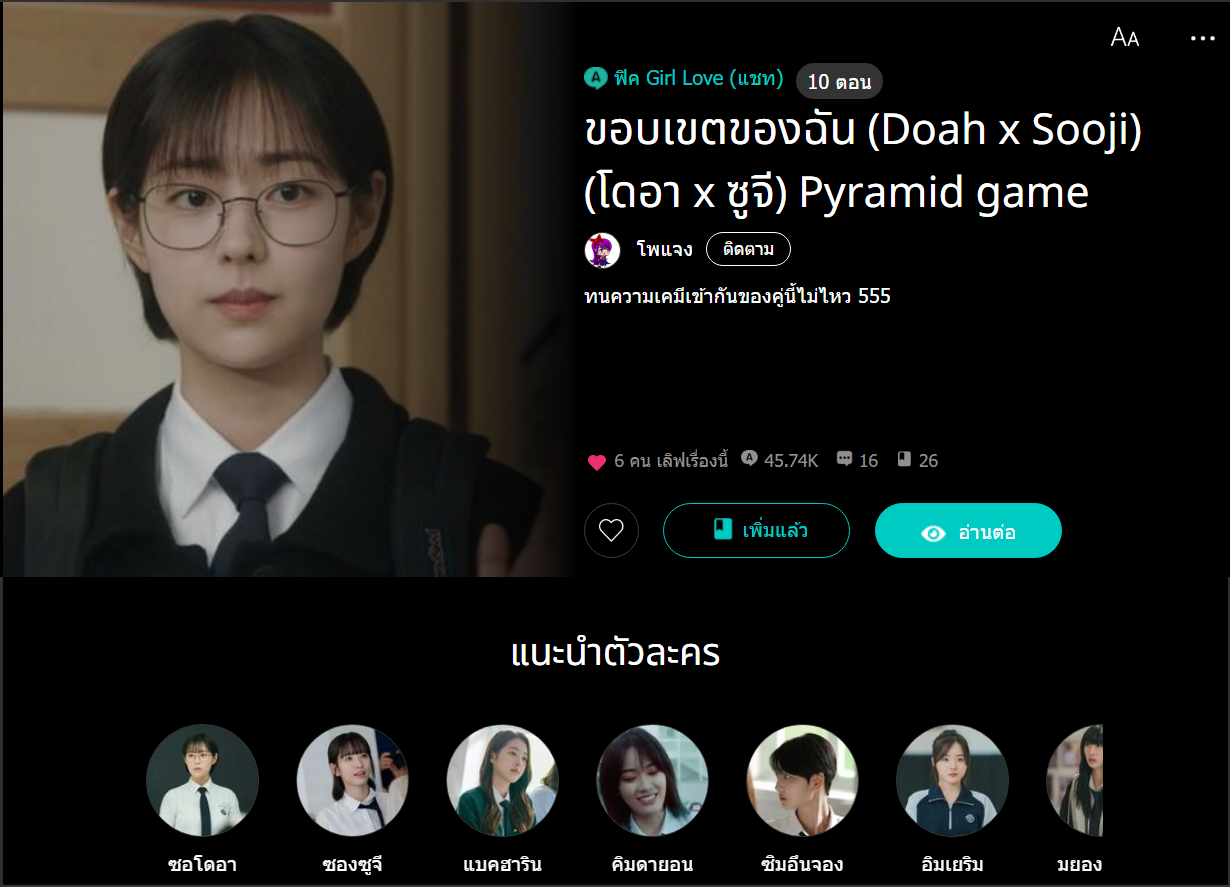 AA
ฟิค Girl Love (แชท) 10 ตอน
ขอบเขตของฉัน (Doah x Sooji)
(โดอา x ซูจี) Pyramid game
โพแจง ติดตาม
ทนความเคมีเข้ากันของคู่นี้ไม่ไหว 555
6 คน เลิฟเรื่องนี้ 45.74K 16 26
เพิ่มแล้ว อ่านต่อ
แนะนำตัวละคร
ซอโดอา ซองซูจี แบคฮาริน คิมดายอน ซิมอึนจอง อิมเยริม มยอง